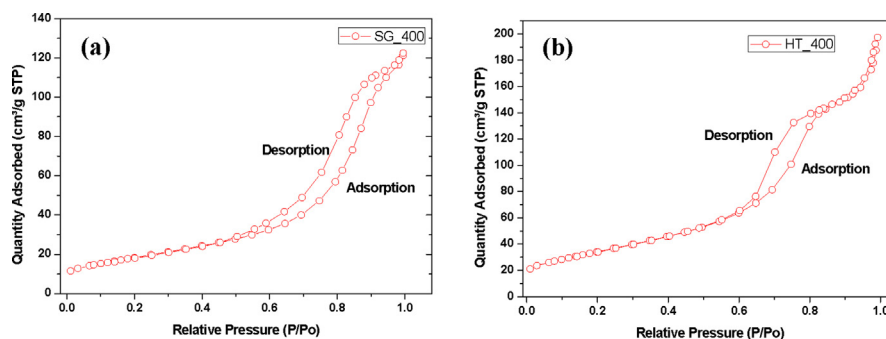 (a)
SG_400
Desorption
Adsorption
Quantity Adsorbed (cm³/g STP)
140
120
100
80
60
40
20
0
0.0 0.2 0.4 0.6 0.8 1.0
Relative Pressure (P/Po)
(b)
HT_400
Desorption
Adsorption
Quantity Adsorbed (cm³/g STP)
200
180
160
140
120
100
80
60
40
20
0
0.0 0.2 0.4 0.6 0.8 1.0
Relative Pressure (P/Po)